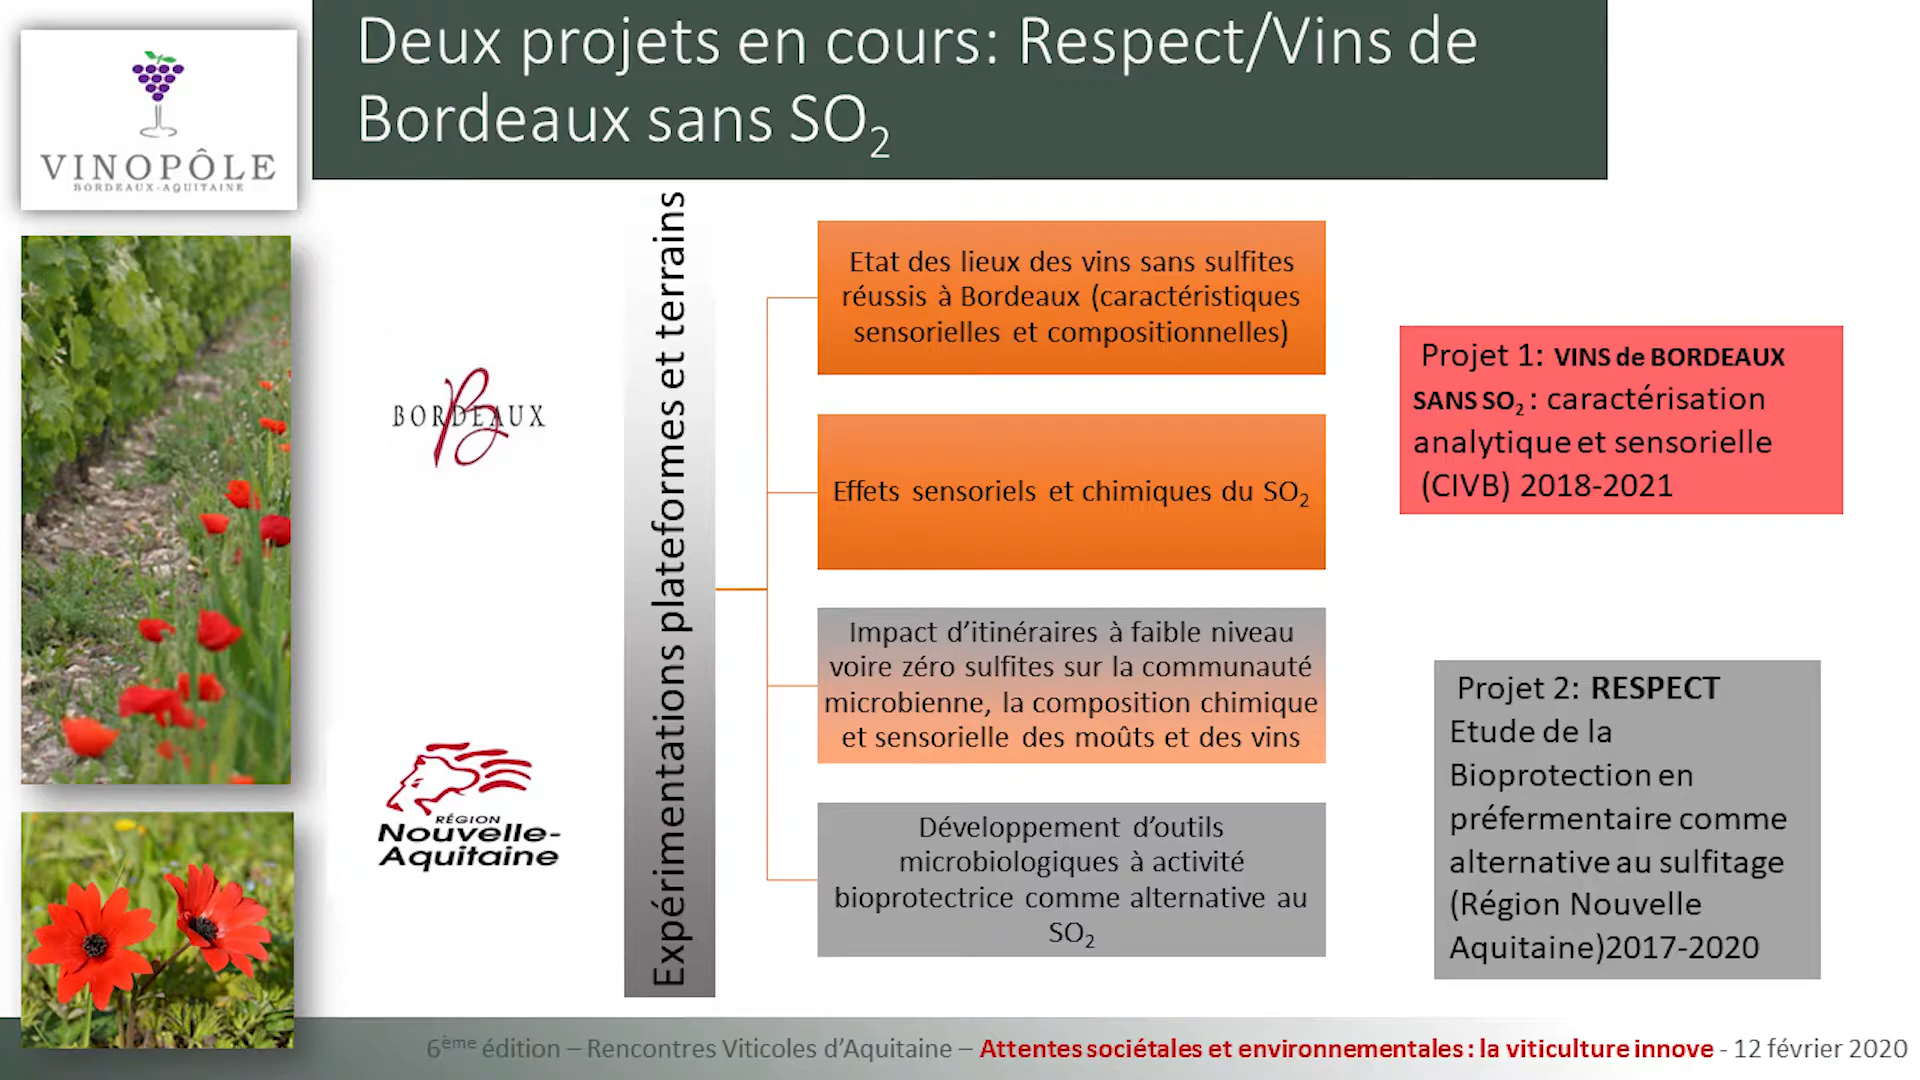 Deux projets en cours: Respect/Vins de
Bordeaux sans SO₂
VINOPÔLE
BORDEAUX-AQUITAINE
Expérimentations plateformes et terrains
Etat des lieux des vins sans sulfites
réussis à Bordeaux (caractéristiques
sensorielles et compositionnelles)
Effets sensoriels et chimiques du SO₂
Impact d’itinéraires à faible niveau
voire zéro sulfites sur la communauté
microbienne, la composition chimique
et sensorielle des moûts et des vins
Développement d’outils
microbiologiques à activité
bioprotectrice comme alternative au
SO₂
BORDEAUX
B
RÉGION
Nouvelle-
Aquitaine
Projet 1: VINS de BORDEAUX
SANS SO₂ : caractérisation
analytique et sensorielle
(CIVB) 2018-2021
Projet 2: RESPECT
Etude de la
Bioprotection en
préfermentaire comme
alternative au sulfitage
(Région Nouvelle
Aquitaine)2017-2020
6ème édition – Rencontres Viticoles d’Aquitaine – Attentes sociétales et environnementales : la viticulture innove - 12 février 2020